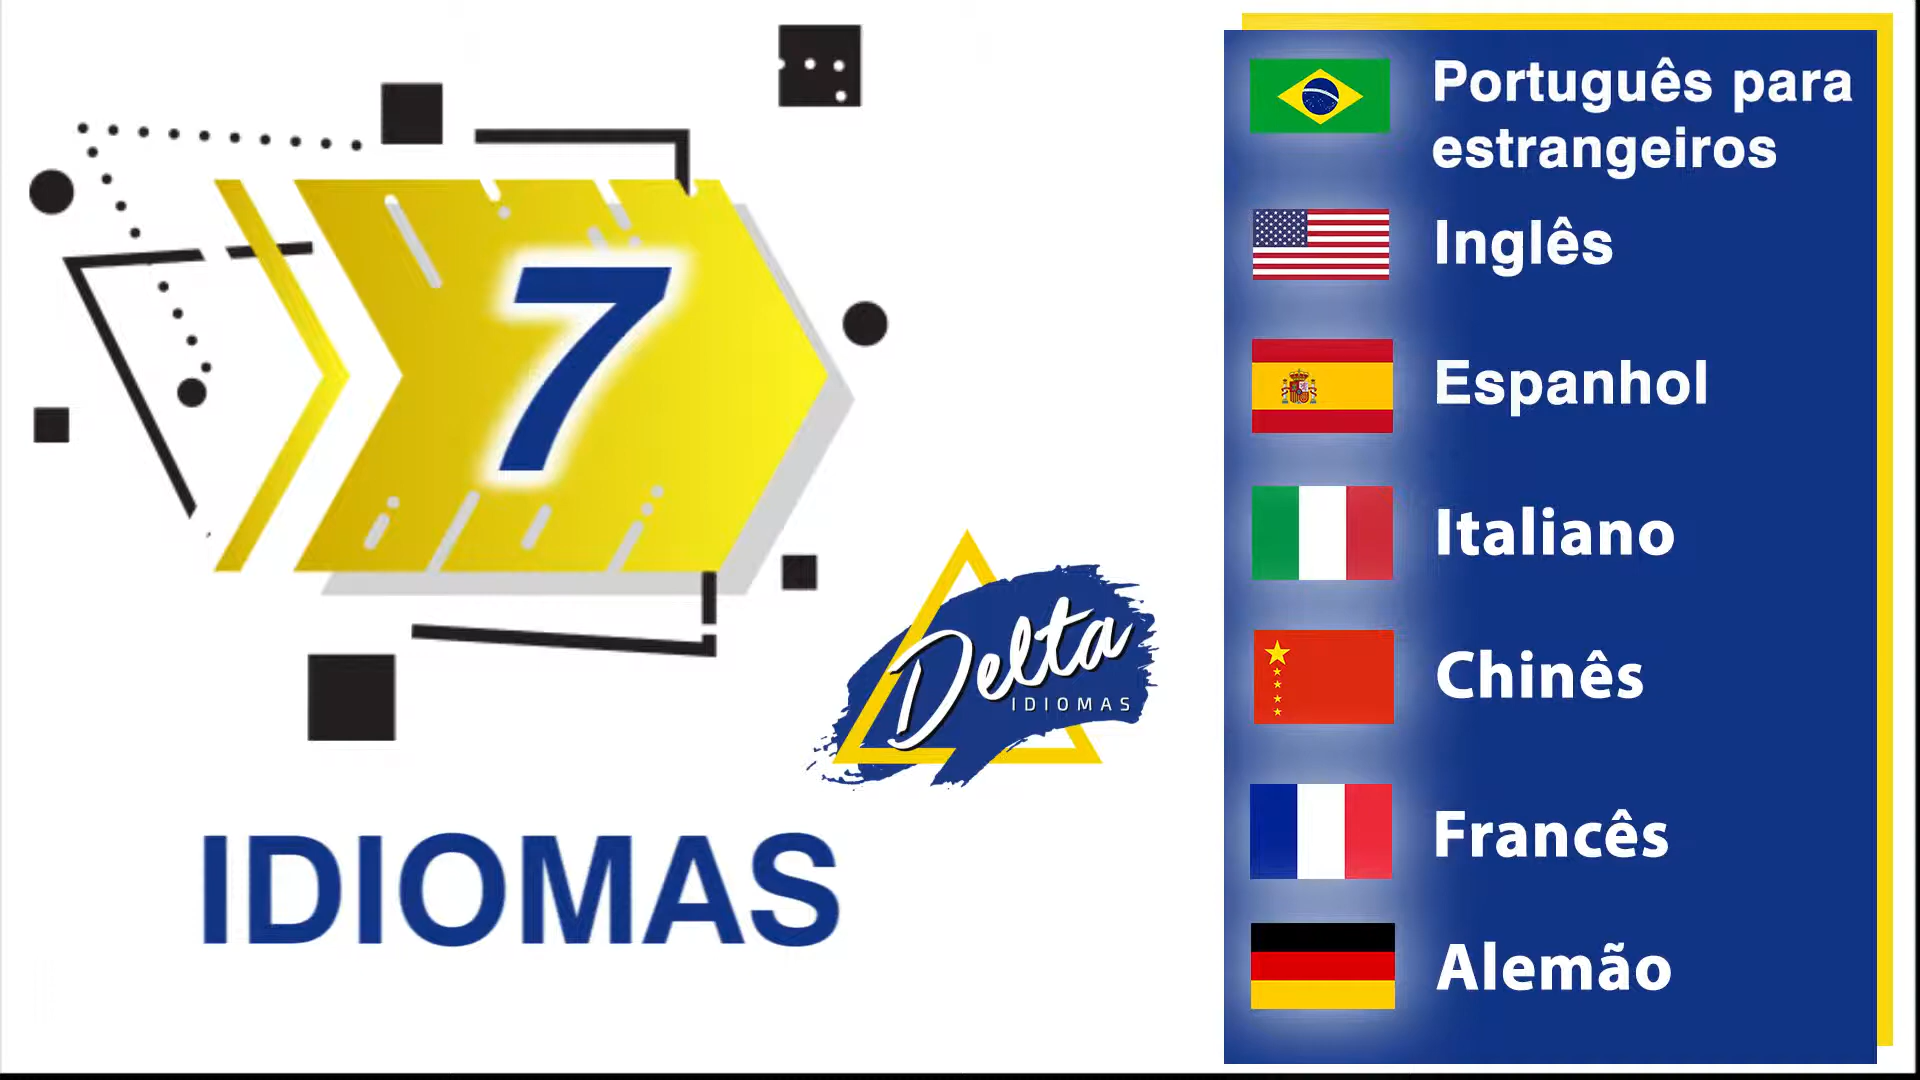 7
IDIOMAS
Delta
IDIOMAS
Português para
estrangeiros
Inglês
Espanhol
Italiano
Chinês
Francês
Alemão